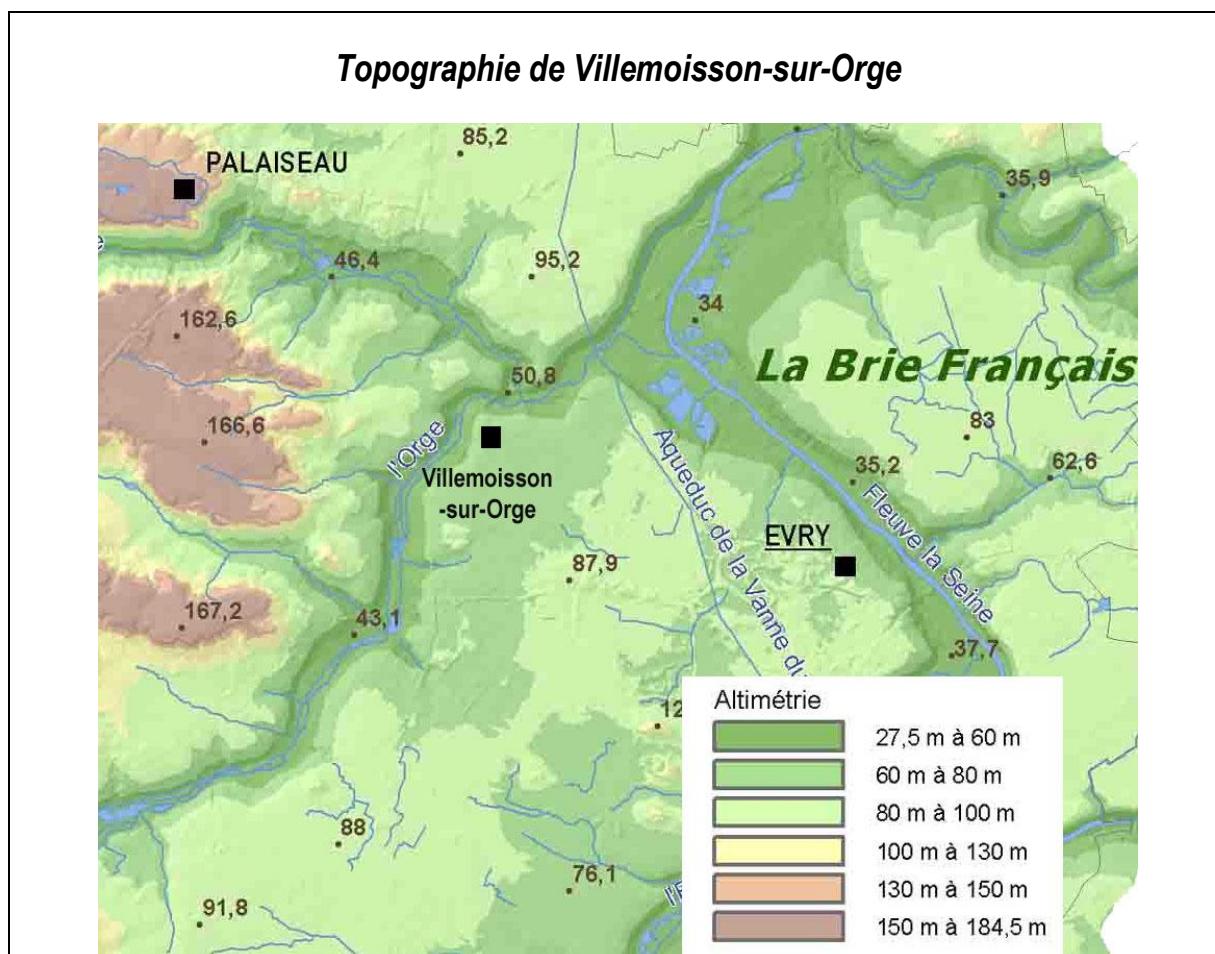 Topographie de Villemoisson-sur-Orge
85,2
PALAISEAU
35,9
e
46,4
95,2
34
162,6
La Brie Français
50,8
166,6
l'Orge
83
Villemoisson
-sur-Orge
35,2
62,6
Aqueduc de la Vanne du
Fleuve la Seine
EVRY
87,9
167,2
43,1
37,7
12
88
76,1
91,8
Altimétrie
27,5 m à 60 m
60 m à 80 m
80 m à 100 m
100 m à 130 m
130 m à 150 m
150 m à 184,5 m